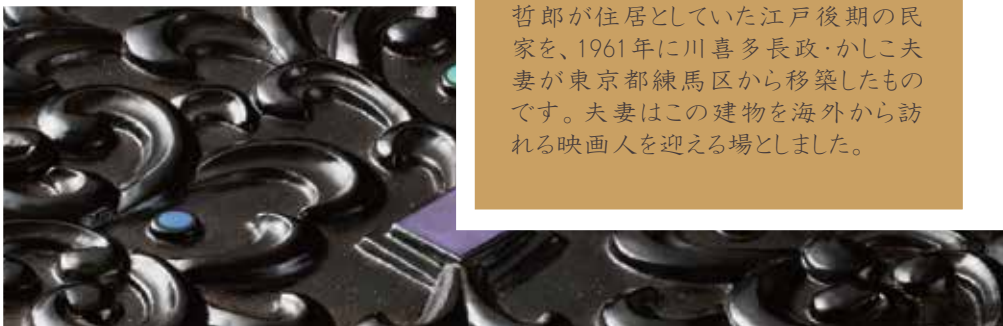 哲郎が住居としていた江戸後期の民
家を、1961年に川喜多長政・かしこ夫
妻が東京都練馬区から移築したもの
です。夫妻はこの建物を海外から訪
れる映画人を迎える場としました。